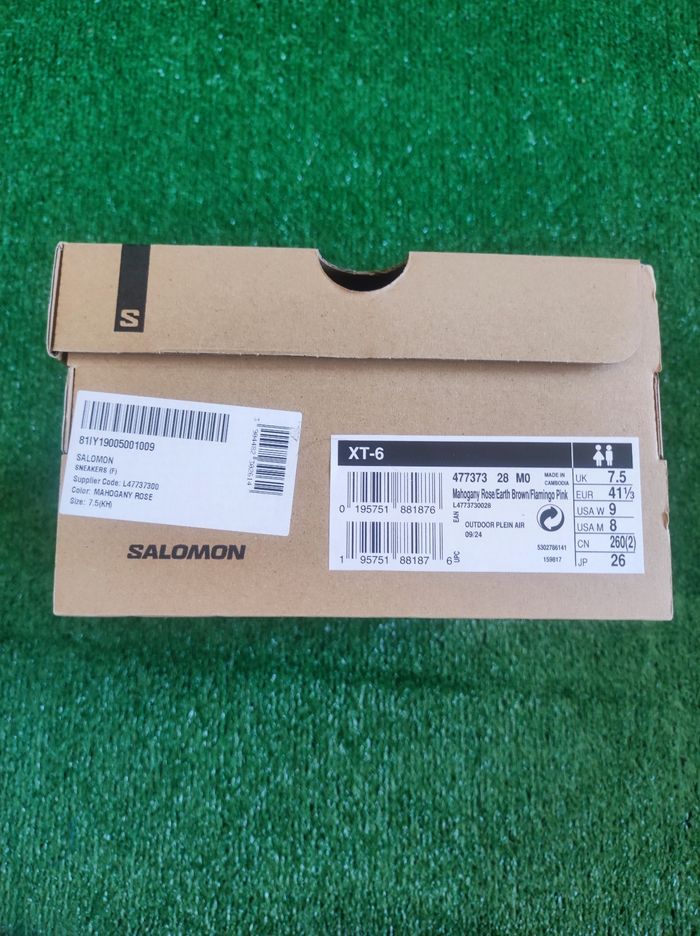 S
81IY19005001009
SALOMON
SNEAKERS (F)
Supplier Code: L47737300
Color: MAHOGANY ROSE
Size: 7.5(KH)
SALOMON
XT-6
477373 28 M0
MADE IN
CAMBODIA
Mahogany Rose/Earth Brown/Flamingo Pink
L4773730028
0 195751 881876
EAN
OUTDOOR PLEIN AIR
09/24
5302786141
159817
1 95751 88187 6
UPC
UK 7.5
EUR 41⅓
USA W 9
USA M 8
CN 260(2)
JP 26